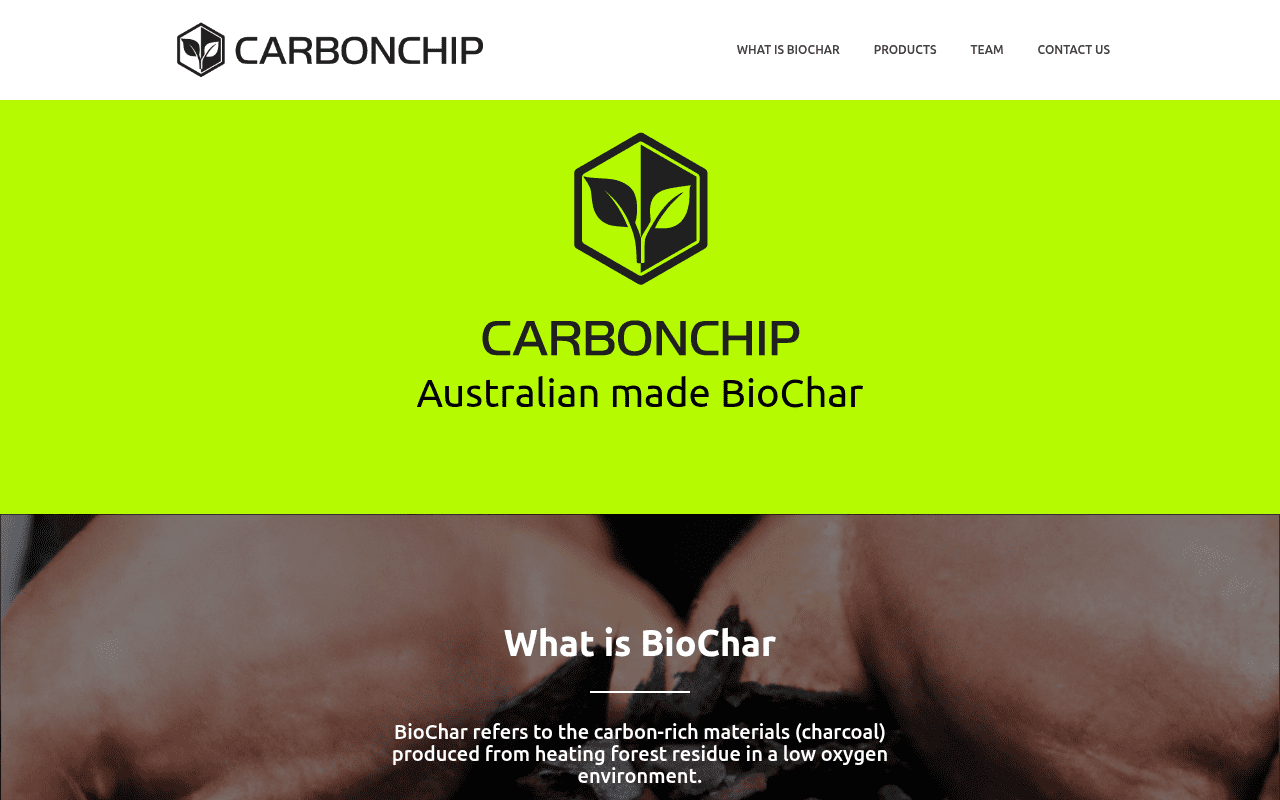 CARBONCHIP
WHAT IS BIOCHAR
PRODUCTS
TEAM
CONTACT US
CARBONCHIP
Australian made BioChar
What is BioChar
BioChar refers to the carbon-rich materials (charcoal)
produced from heating forest residue in a low oxygen
environment.